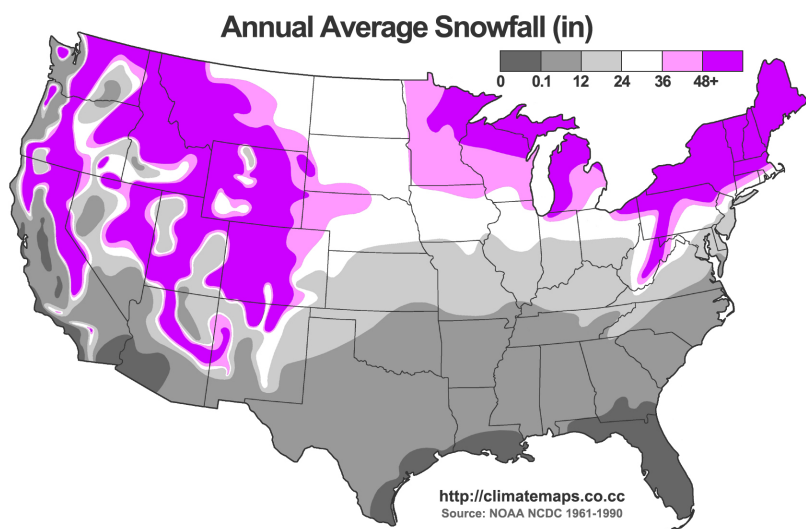 Annual Average Snowfall (in)
0 0.1 12 24 36 48+
http://climatemaps.co.cc
Source: NOAA NCDC 1961-1990